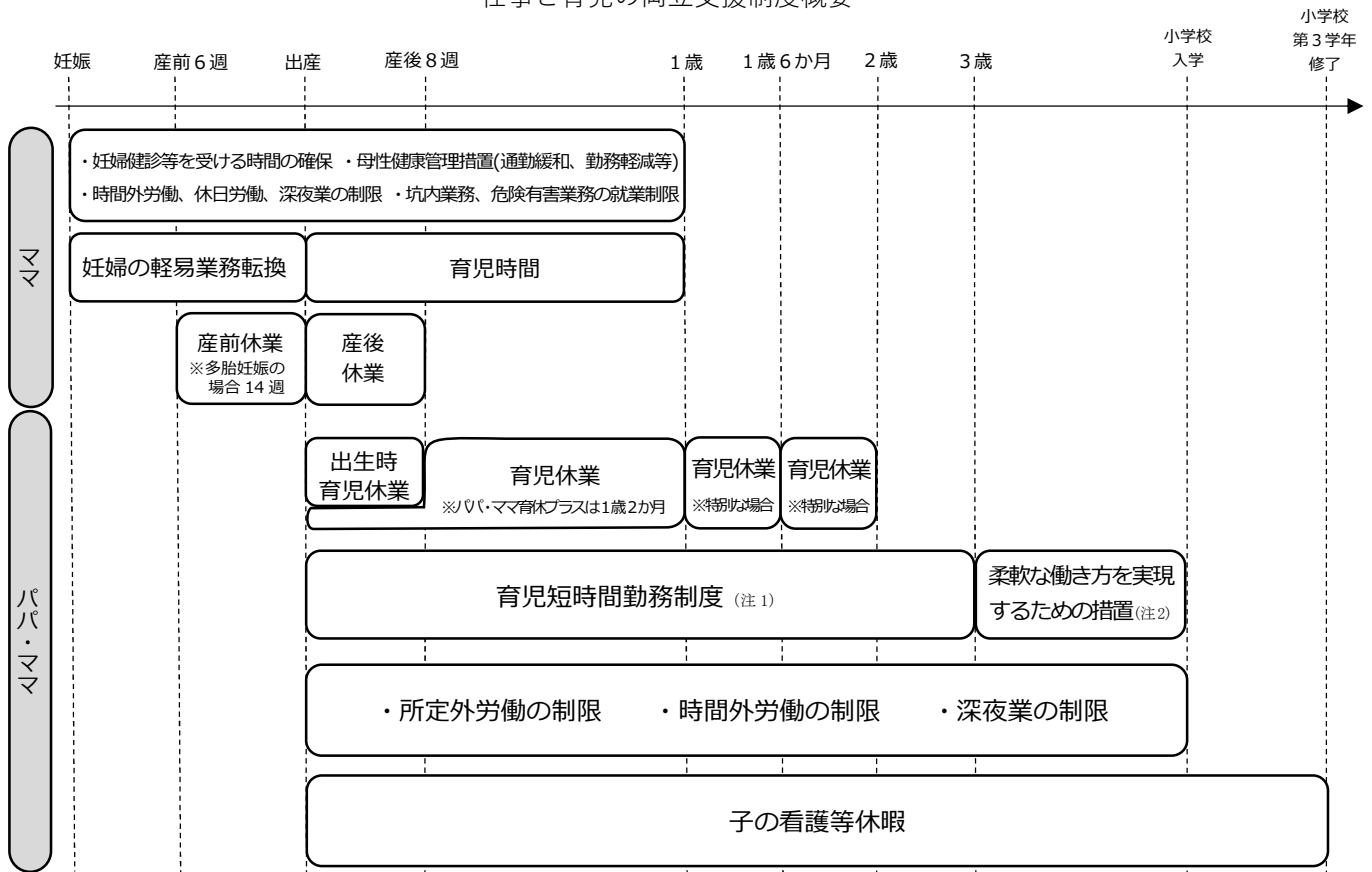 仕事と育児の両立支援制度概要
小学校
第３学年
修了
小学校
入学
妊娠
産前６週
出産
産後８週
１歳
１歳６か月
２歳
３歳
ママ
・妊婦健診等を受ける時間の確保 ・母性健康管理措置(通勤緩和、勤務軽減等)
・時間外労働、休日労働、深夜業の制限 ・坑内業務、危険有害業務の就業制限
妊婦の軽易業務転換
育児時間
産前休業
※多胎妊娠の
場合 14 週
産後
休業
パパ・ママ
出生時
育児休業
育児休業
※パパ・ママ育休プラスは１歳２か月
育児休業
※特別な場合
育児休業
※特別な場合
育児短時間勤務制度 (注 1)
柔軟な働き方を実現
するための措置(注 2)
・所定外労働の制限 ・時間外労働の制限 ・深夜業の制限
子の看護等休暇